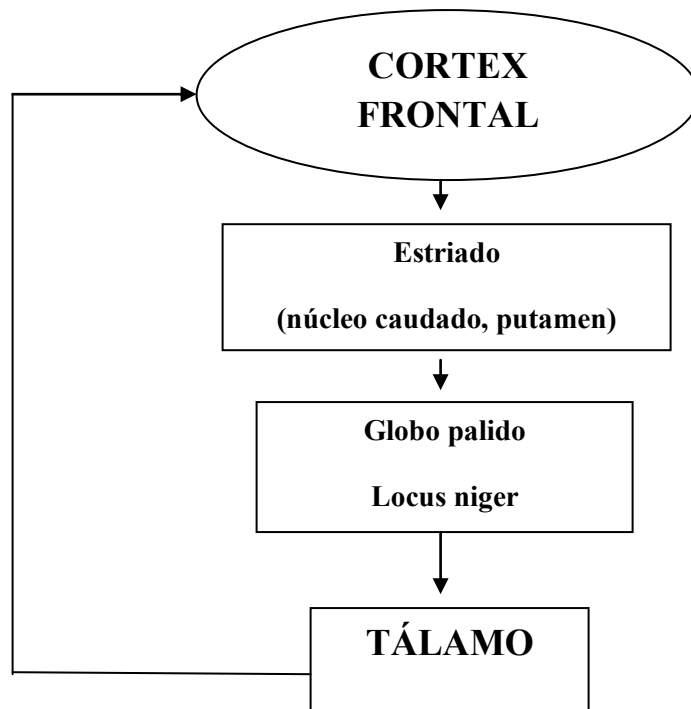 CORTEX
FRONTAL
Estriado
(núcleo caudado, putamen)
Globo palido
Locus niger
TÁLAMO